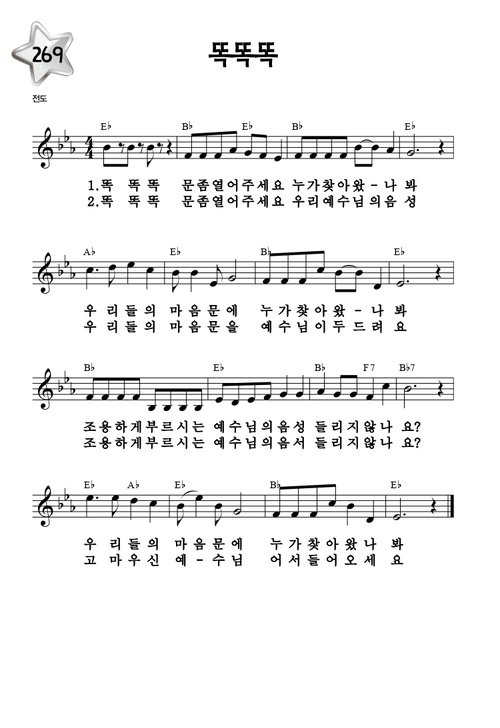 269
똑똑똑
전도
E♭ B♭ E♭ B♭ E♭
1.똑 똑 똑 문좀열어주세요 누가찾아왔-나 봐
2.똑 똑 똑 문좀열어주세요 우리예수님의음 성
A♭ E♭ B♭ E♭
우 리 들 의 마 음 문 에 누 가 찾 아 왔 - 나 봐
우 리 들 의 마 음 문 을 예 수 님 이 두 드 려 요
B♭ E♭ B♭ F7 B♭7
조용하게부르시는 예수님의음성 들리지않나 요?
조용하게부르시는 예수님의음서 들리지않나 요?
E♭ A♭ E♭ B♭ E♭
우 리 들 의 마 음 문 에 누 가 찾 아 왔 나 봐
고 마 우 신 예 - 수 님 어 서 들 어 오 세 요